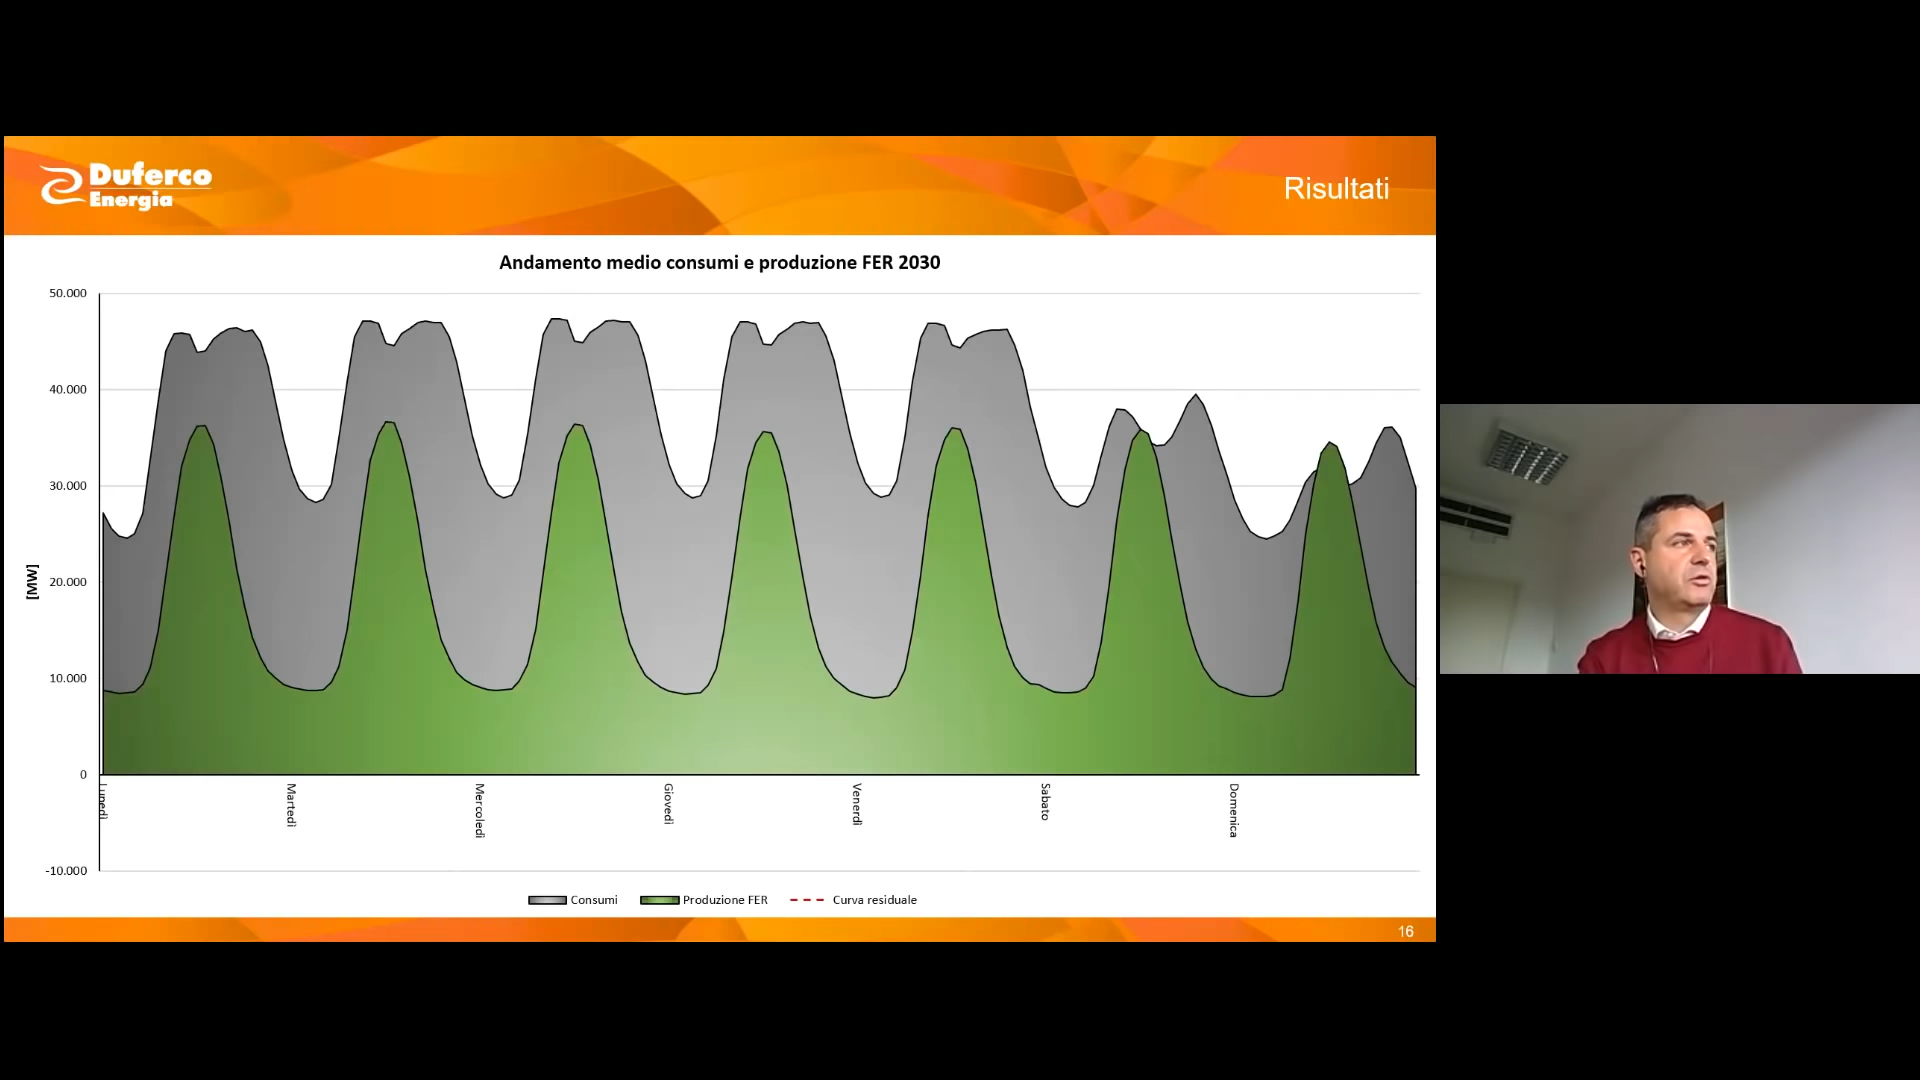 Duferco
Energia
Risultati
Andamento medio consumi e produzione FER 2030
[MW]
50.000
40.000
30.000
20.000
10.000
0
-10.000
Lunedì
Martedì
Mercoledì
Giovedì
Venerdì
Sabato
Domenica
Consumi
Produzione FER
Curva residuale
16